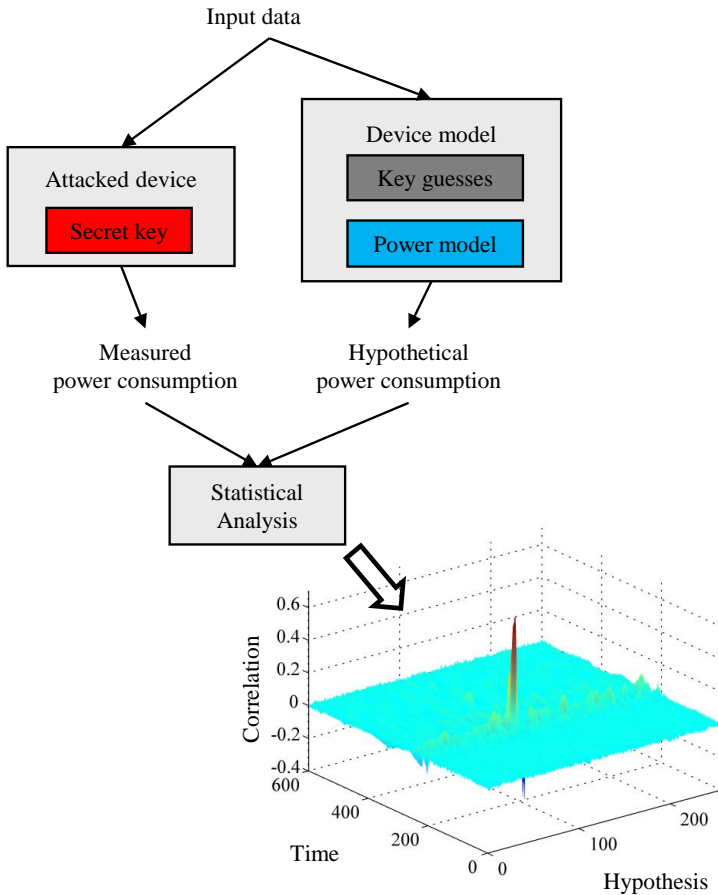 Input data
Device model
Attacked device
Key guesses
Secret key
Power model
Measured
power consumption
Hypothetical
power consumption
Statistical
Analysis
0.6
0.4
0.2
0
-0.2
-0.4
Correlation
600
400
200
0
Time
0
100
200
Hypothesis